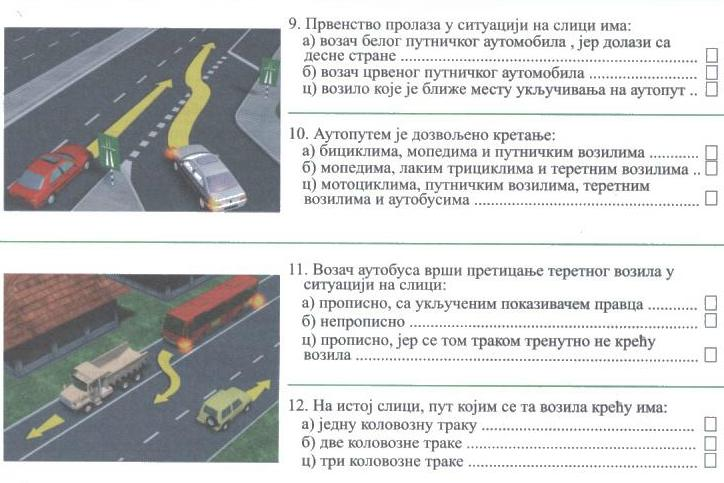 9. Првенство пролаза у ситуацији на слици има:
а) возач белог путничког аутомобила , јер долази са
десне стране ........................................................................
б) возач црвеног путничког аутомобила ..........................
ц) возило које је ближе месту укључивања на аутопут ..
10. Аутопутем је дозвољено кретање:
а) бициклима, мопедима и путничким возилима ............
б) мопедима, лаким трициклима и теретним возилима ..
ц) мотоциклима, путничким возилима, теретним
возилима и аутобусима ......................................................
11. Возач аутобуса врши претицање теретног возила у
ситуацији на слици:
а) прописно, са укљученим показивачем правца ............
б) непрописно ......................................................................
ц) прописно, јер се том траком тренутно не крећу
возила ....................................................................................
12. На истој слици, пут којим се та возила крећу има:
а) једну коловозну траку ....................................................
б) две коловозне траке ........................................................
ц) три коловозне траке ........................................................